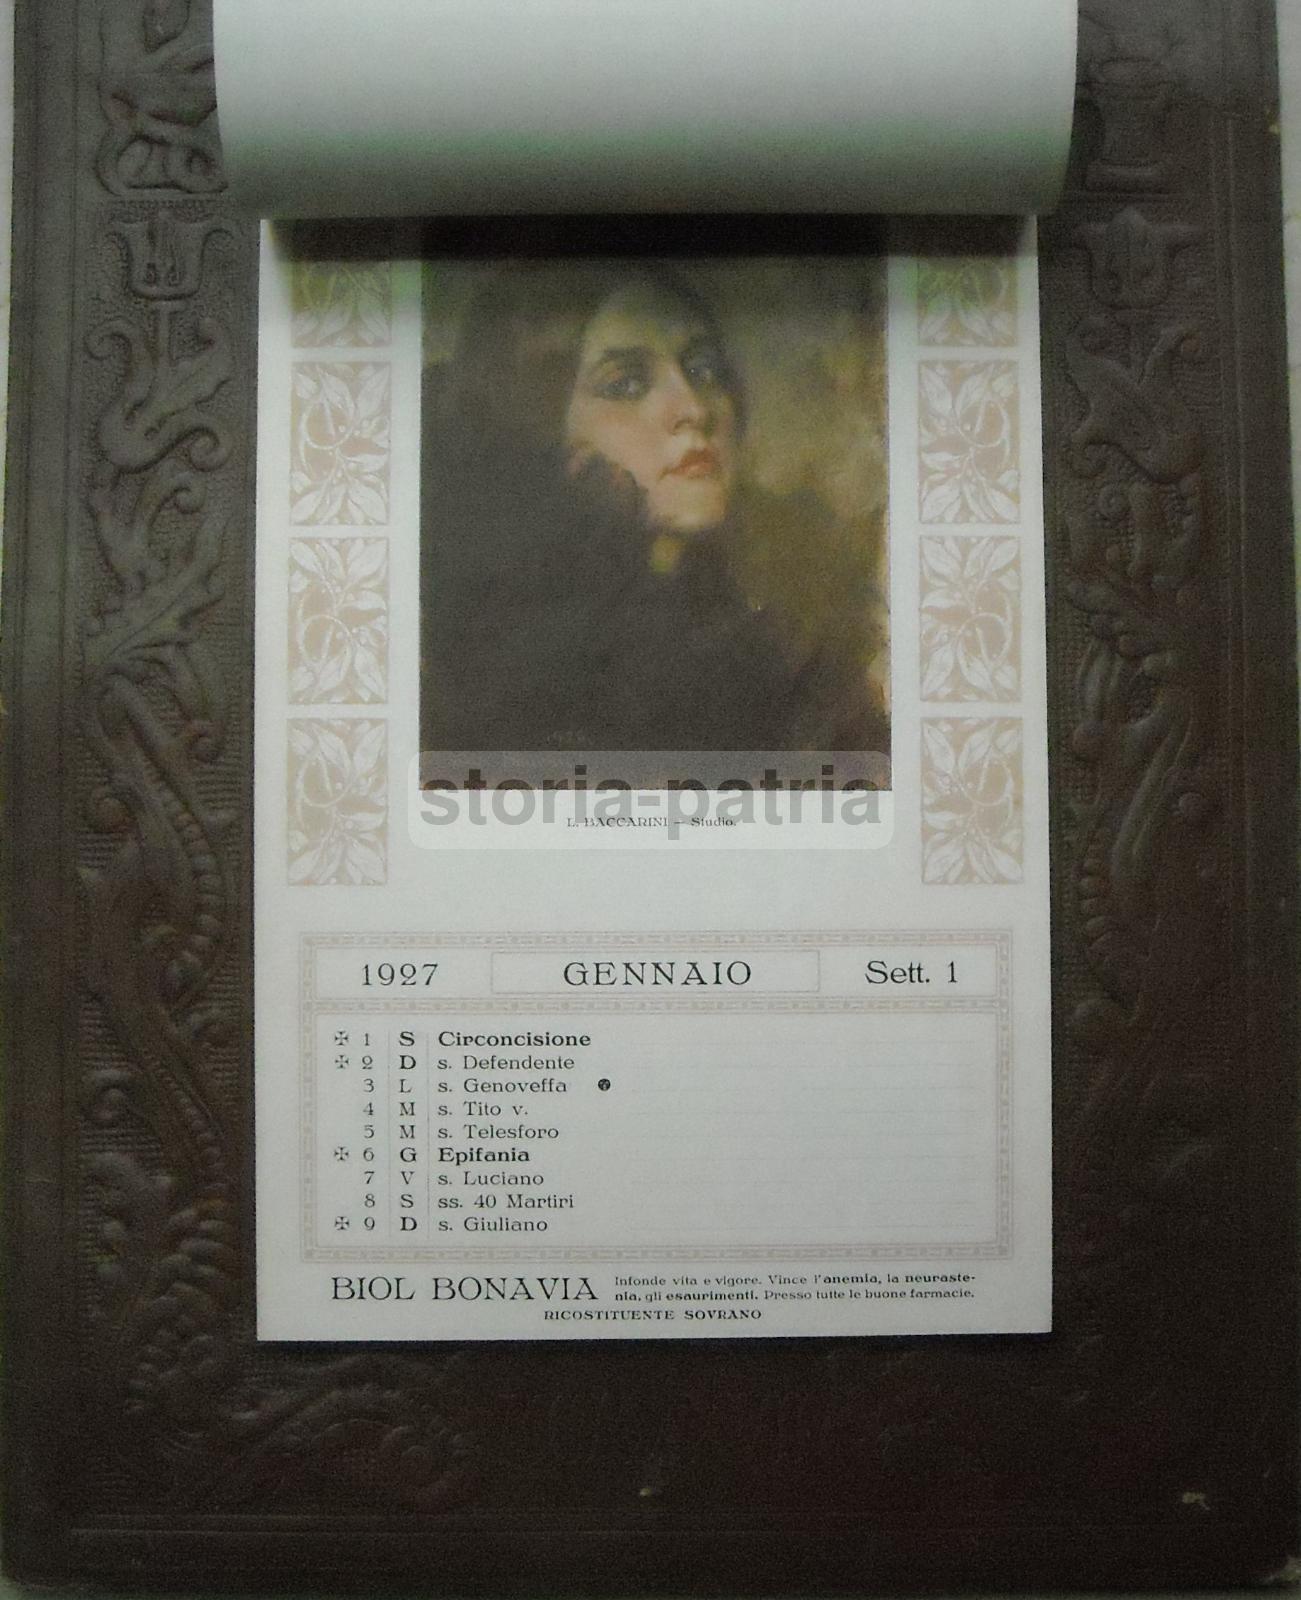 1926
storia-patria
L. BACCARINI — Studio.
1927 GENNAIO Sett. 1
✠ 1 S Circoncisione
✠ 2 D s. Defendente
3 L s. Genoveffa ●
4 M s. Tito v.
5 M s. Telesforo
✠ 6 G Epifania
7 V s. Luciano
8 S ss. 40 Martiri
✠ 9 D s. Giuliano
BIOL BONAVIA Infonde vita e vigore. Vince l'anemia, la neuraste-
nia, gli esaurimenti. Presso tutte le buone farmacie.
RICOSTITUENTE SOVRANO